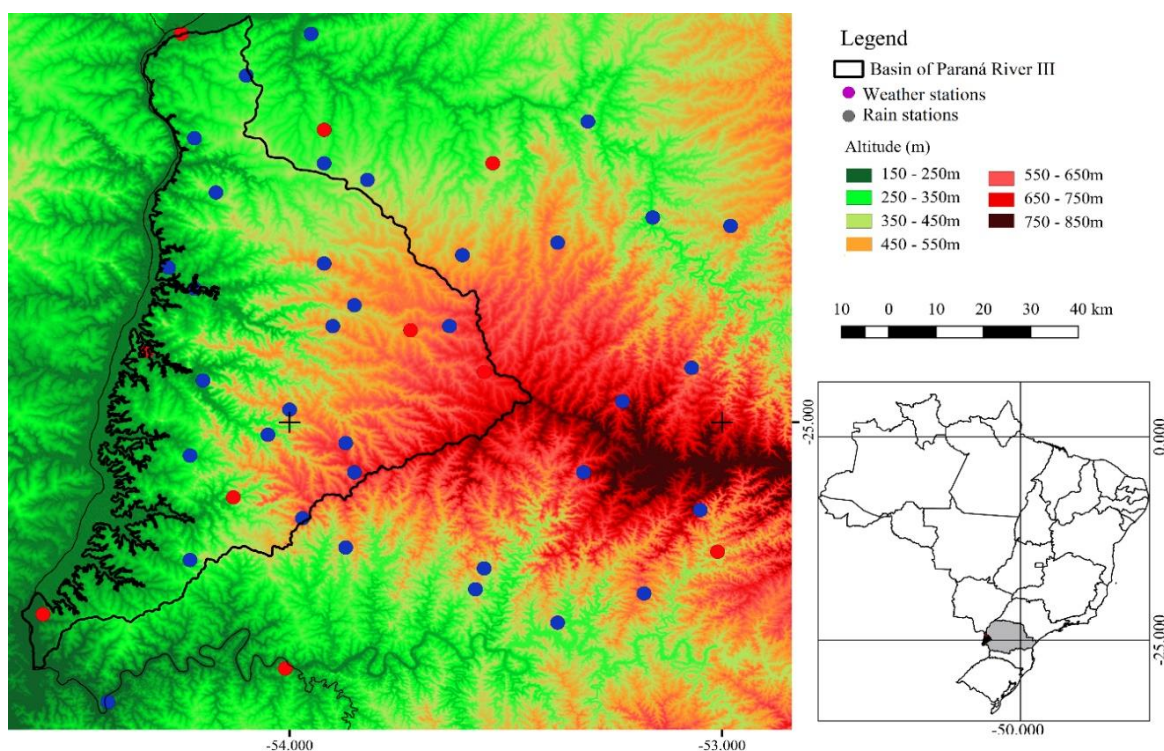 Legend
Basin of Paraná River III
Weather stations
Rain stations
Altitude (m)
150 - 250m
250 - 350m
350 - 450m
450 - 550m
550 - 650m
650 - 750m
750 - 850m
10 0 10 20 30 40 km
-25.000
-54.000
-53.000
0.000
-25.000
-50.000